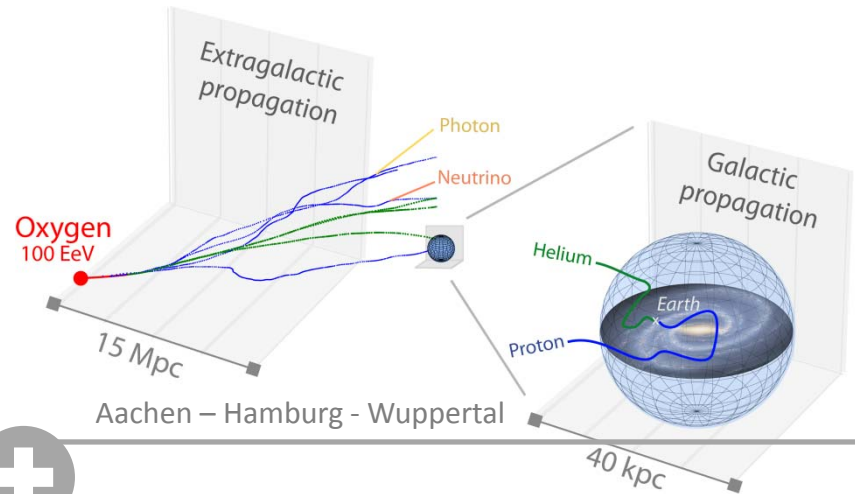 Extragalactic
propagation
Photon
Neutrino
Oxygen
100 EeV
15 Mpc
Galactic
propagation
Helium
Earth
Proton
40 kpc
Aachen – Hamburg - Wuppertal